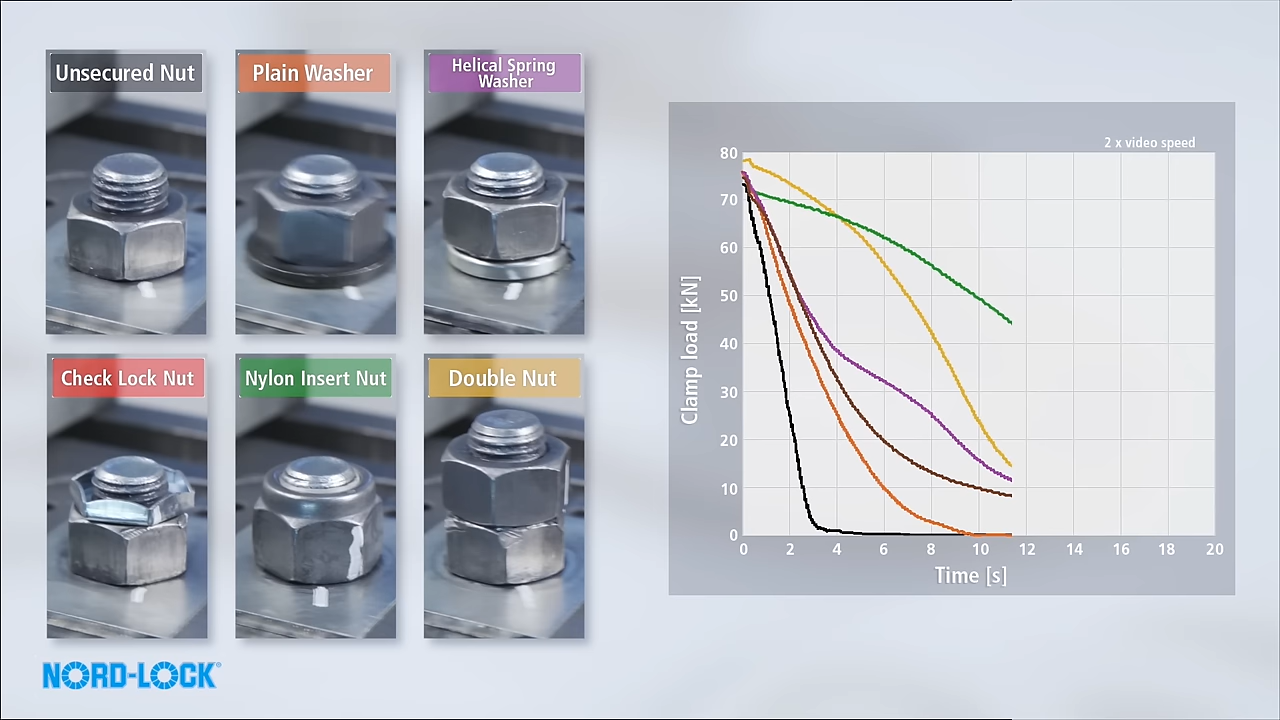 Unsecured Nut
Plain Washer
Helical Spring
Washer
Check Lock Nut
Nylon Insert Nut
Double Nut
NORD-LOCK®
2 x video speed
80
70
60
50
40
30
20
10
0
Clamp load [kN]
0 2 4 6 8 10 12 14 16 18 20
Time [s]